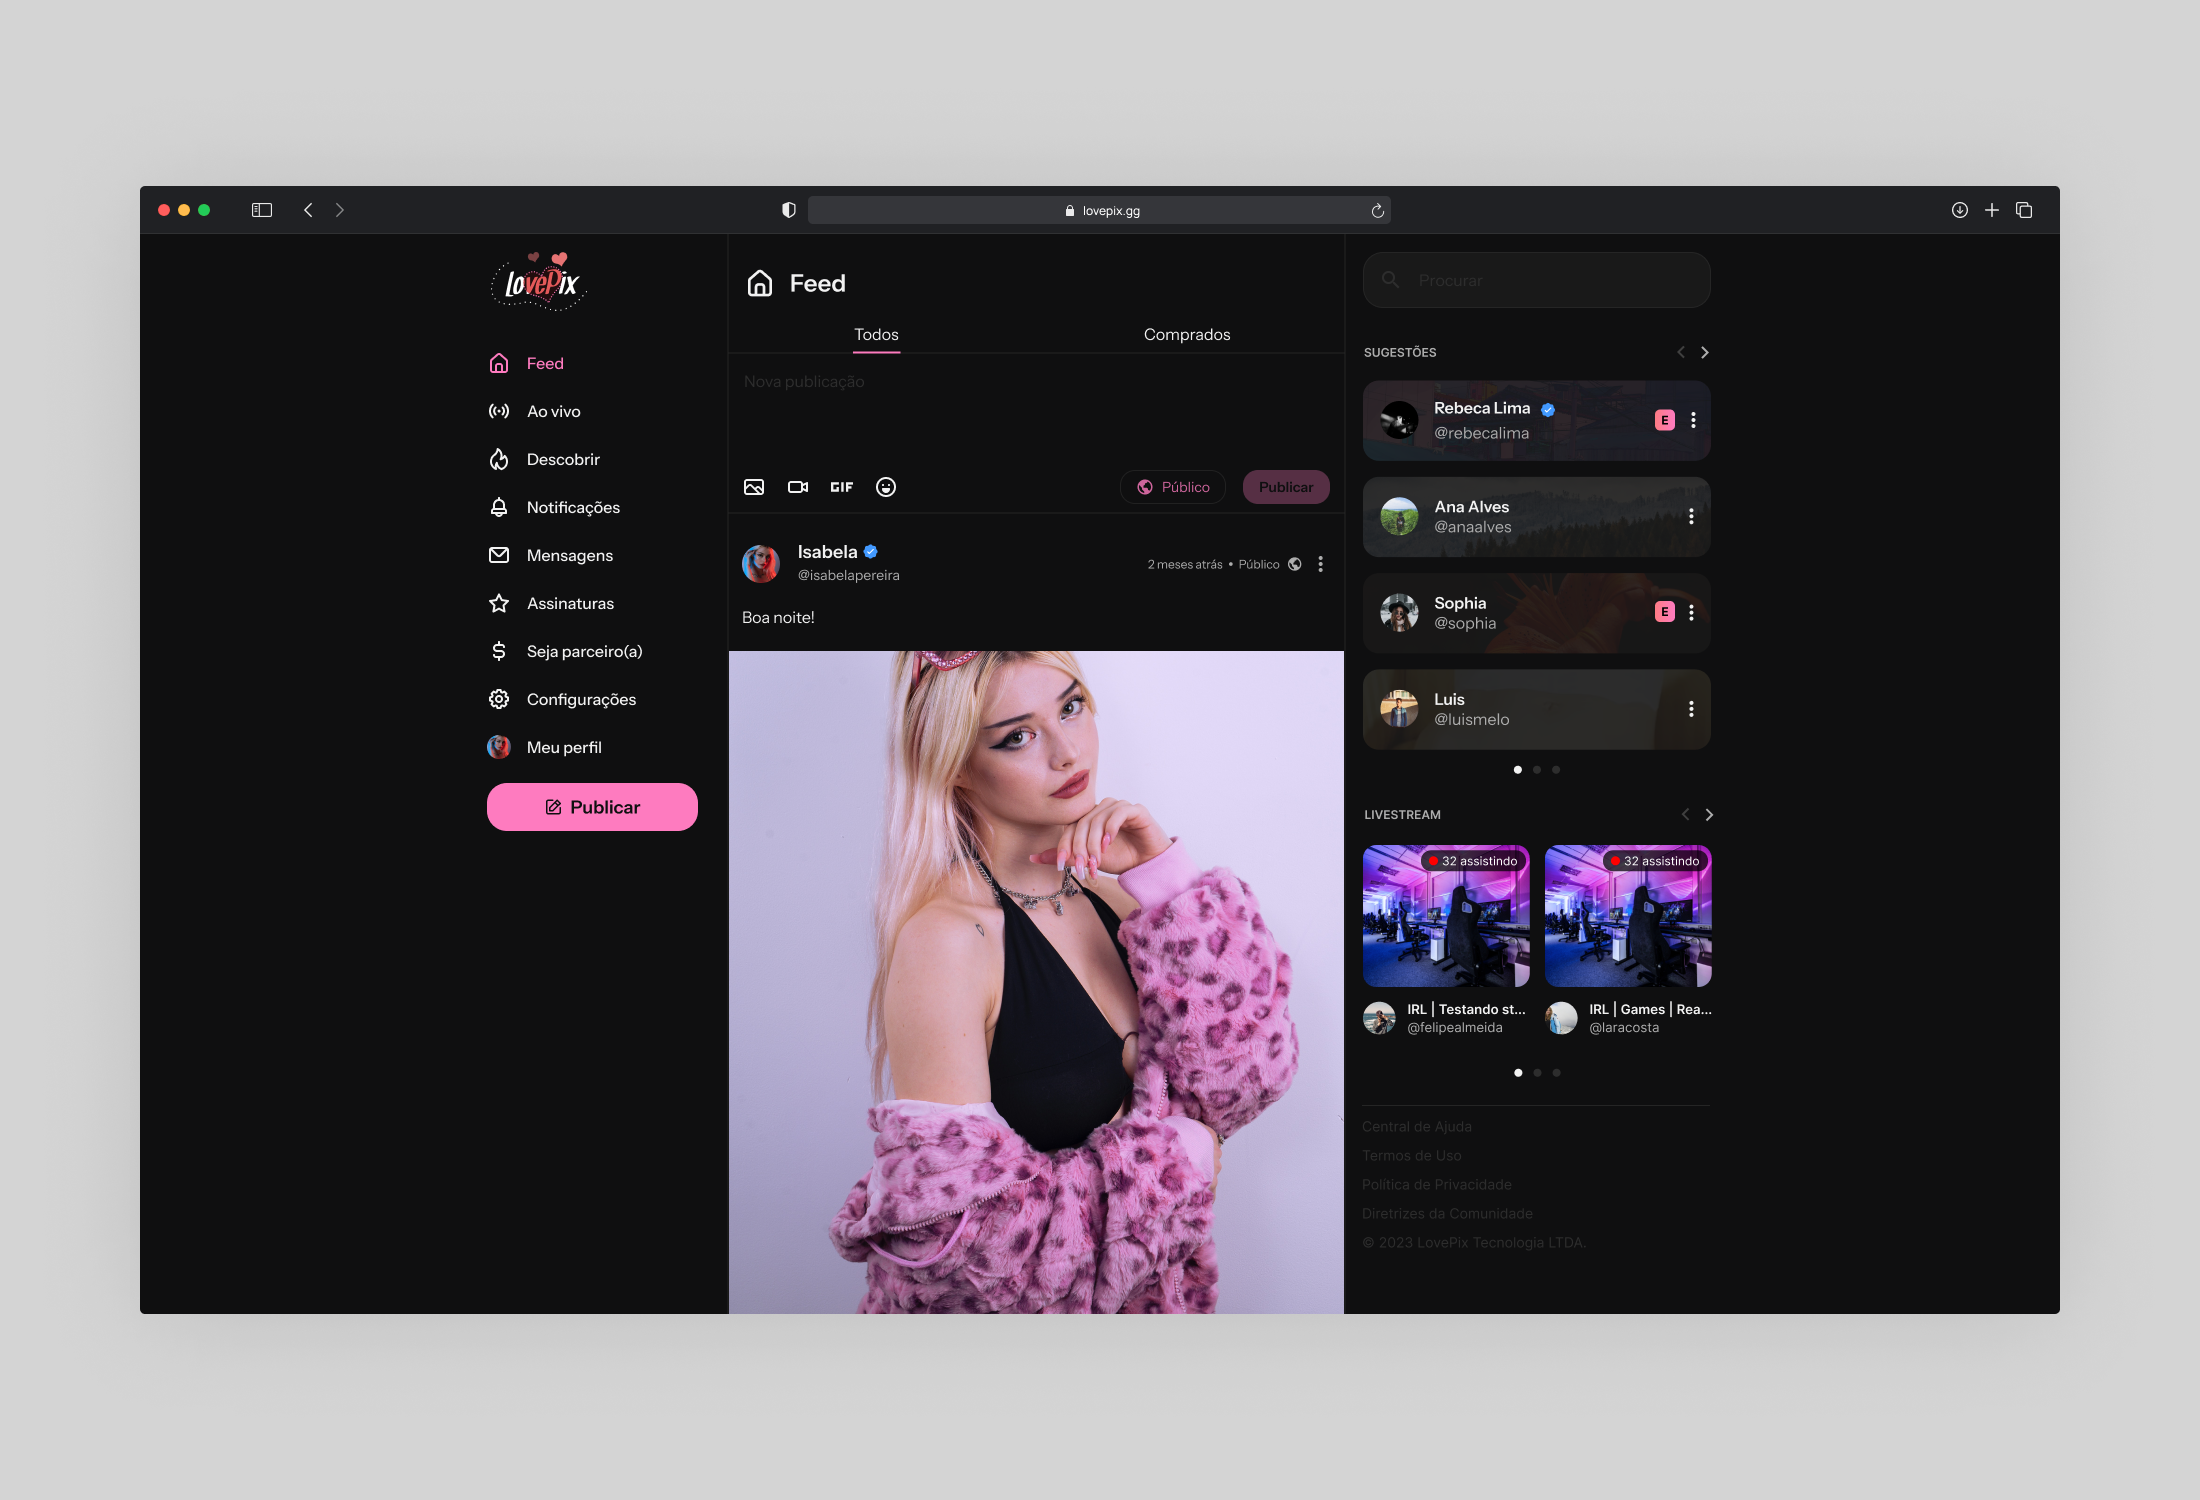 lovepix.gg
LovePix
Feed
Ao vivo
Descobrir
Notificações
Mensagens
Assinaturas
Seja parceiro(a)
Configurações
Meu perfil
Publicar
Feed
Todos
Comprados
Nova publicação
GIF
Público
Publicar
Isabela
@isabelapereira
2 meses atrás • Público
Boa noite!
Procurar
SUGESTÕES
Rebeca Lima
@rebecalima
E
Ana Alves
@anaalves
Sophia
@sophia
E
Luis
@luismelo
LIVESTREAM
32 assistindo
32 assistindo
IRL | Testando st...
@felipealmeida
IRL | Games | Rea...
@laracosta
Central de Ajuda
Termos de Uso
Política de Privacidade
Diretrizes da Comunidade
© 2023 LovePix Tecnologia LTDA.